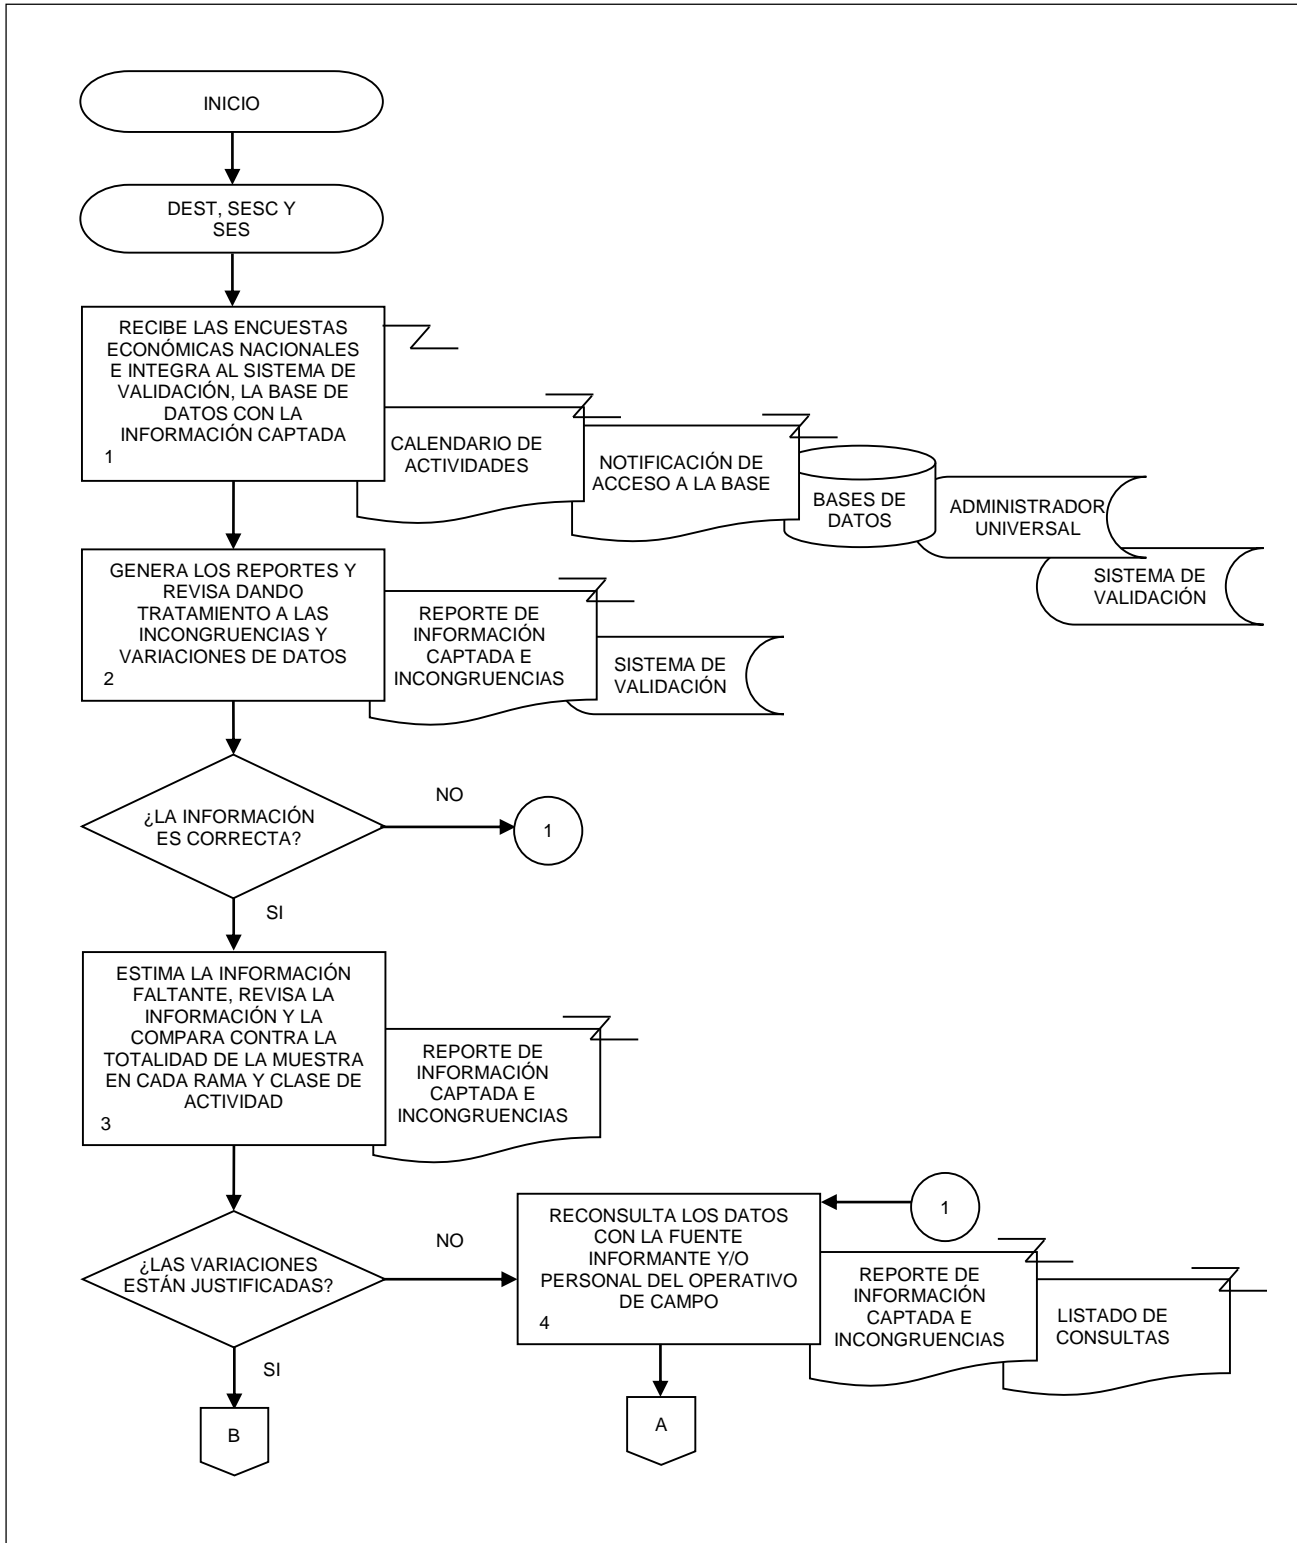 INICIO
DEST, SESC Y
SES
RECIBE LAS ENCUESTAS
ECONÓMICAS NACIONALES
E INTEGRA AL SISTEMA DE
VALIDACIÓN, LA BASE DE
DATOS CON LA
INFORMACIÓN CAPTADA
1
CALENDARIO DE
ACTIVIDADES
NOTIFICACIÓN DE
ACCESO A LA BASE
BASES DE
DATOS
ADMINISTRADOR
UNIVERSAL
SISTEMA DE
VALIDACIÓN
GENERA LOS REPORTES Y
REVISA DANDO
TRATAMIENTO A LAS
INCONGRUENCIAS Y
VARIACIONES DE DATOS
2
REPORTE DE
INFORMACIÓN
CAPTADA E
INCONGRUENCIAS
SISTEMA DE
VALIDACIÓN
¿LA INFORMACIÓN
ES CORRECTA?
NO
1
SI
ESTIMA LA INFORMACIÓN
FALTANTE, REVISA LA
INFORMACIÓN Y LA
COMPARA CONTRA LA
TOTALIDAD DE LA MUESTRA
EN CADA RAMA Y CLASE DE
ACTIVIDAD
3
REPORTE DE
INFORMACIÓN
CAPTADA E
INCONGRUENCIAS
¿LAS VARIACIONES
ESTÁN JUSTIFICADAS?
NO
SI
B
RECONSULTA LOS DATOS
CON LA FUENTE
INFORMANTE Y/O
PERSONAL DEL OPERATIVO
DE CAMPO
4
1
REPORTE DE
INFORMACIÓN
CAPTADA E
INCONGRUENCIAS
LISTADO DE
CONSULTAS
A